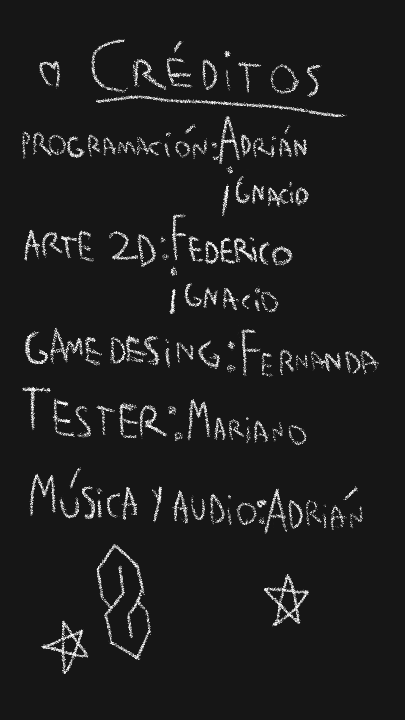 CRÉDiTOS
PROGRAMACiÓN: ADRiÁN
iGNACiO
ARTE 2D: FEDERiCO
iGNACiO
GAME DESiNG: FERNANDA
TESTER: MARiANO
MÚSiCA Y AUDiO: ADRiÁN